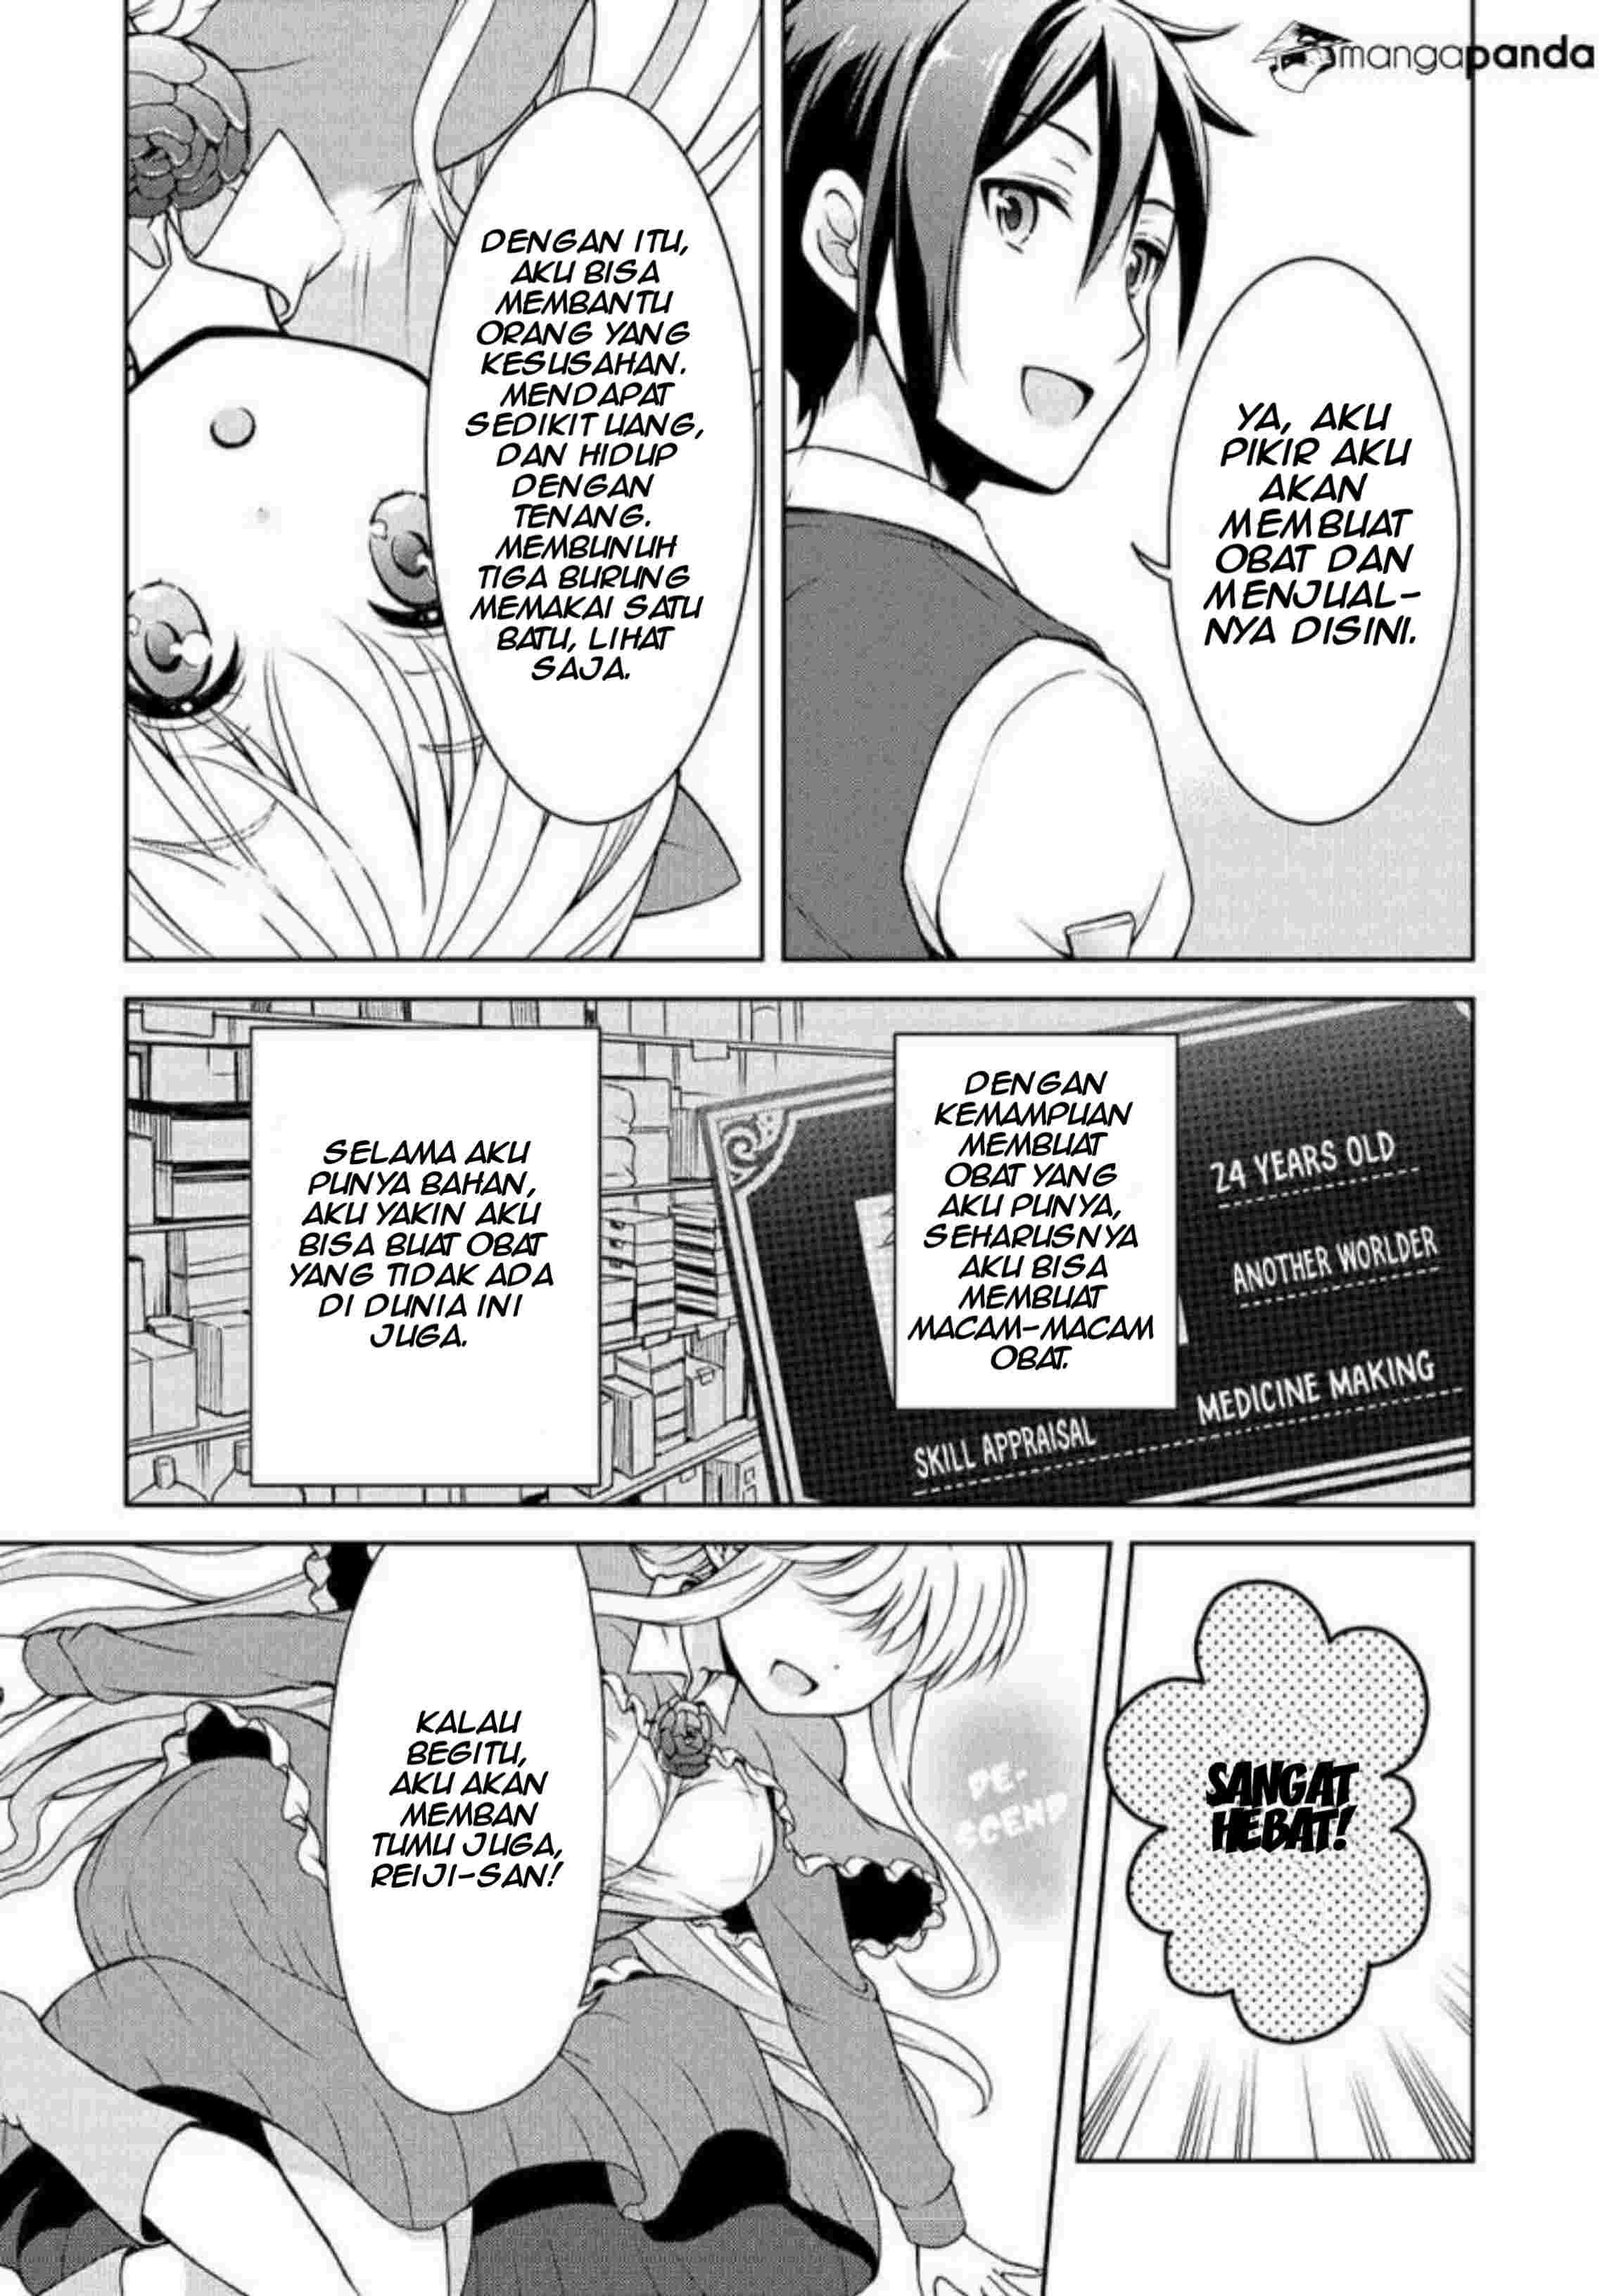 mangapanda
YA, AKU
PIKIR AKU
AKAN
MEMBUAT
OBAT DAN
MENJUAL-
NYA DISINI.
DENGAN ITU,
AKU BISA
MEMBANTU
ORANG YANG
KESUSAHAN.
MENDAPAT
SEDIKIT UANG,
DAN HIDUP
DENGAN
TENANG.
MEMBUNUH
TIGA BURUNG
MEMAKAI SATU
BATU, LIHAT
SAJA.
DENGAN
KEMAMPUAN
MEMBUAT
OBAT YANG
AKU PUNYA,
SEHARUSNYA
AKU BISA
MEMBUAT
MACAM-MACAM
OBAT.
24 YEARS OLD
ANOTHER WORLDER
MEDICINE MAKING
SKILL APPRAISAL
SELAMA AKU
PUNYA BAHAN,
AKU YAKIN AKU
BISA BUAT OBAT
YANG TIDAK ADA
DI DUNIA INI
JUGA.
SANGAT
HEBAT!
DE-
SCEND
KALAU
BEGITU,
AKU AKAN
MEMBAN
TUMU JUGA,
REIJI-SAN!